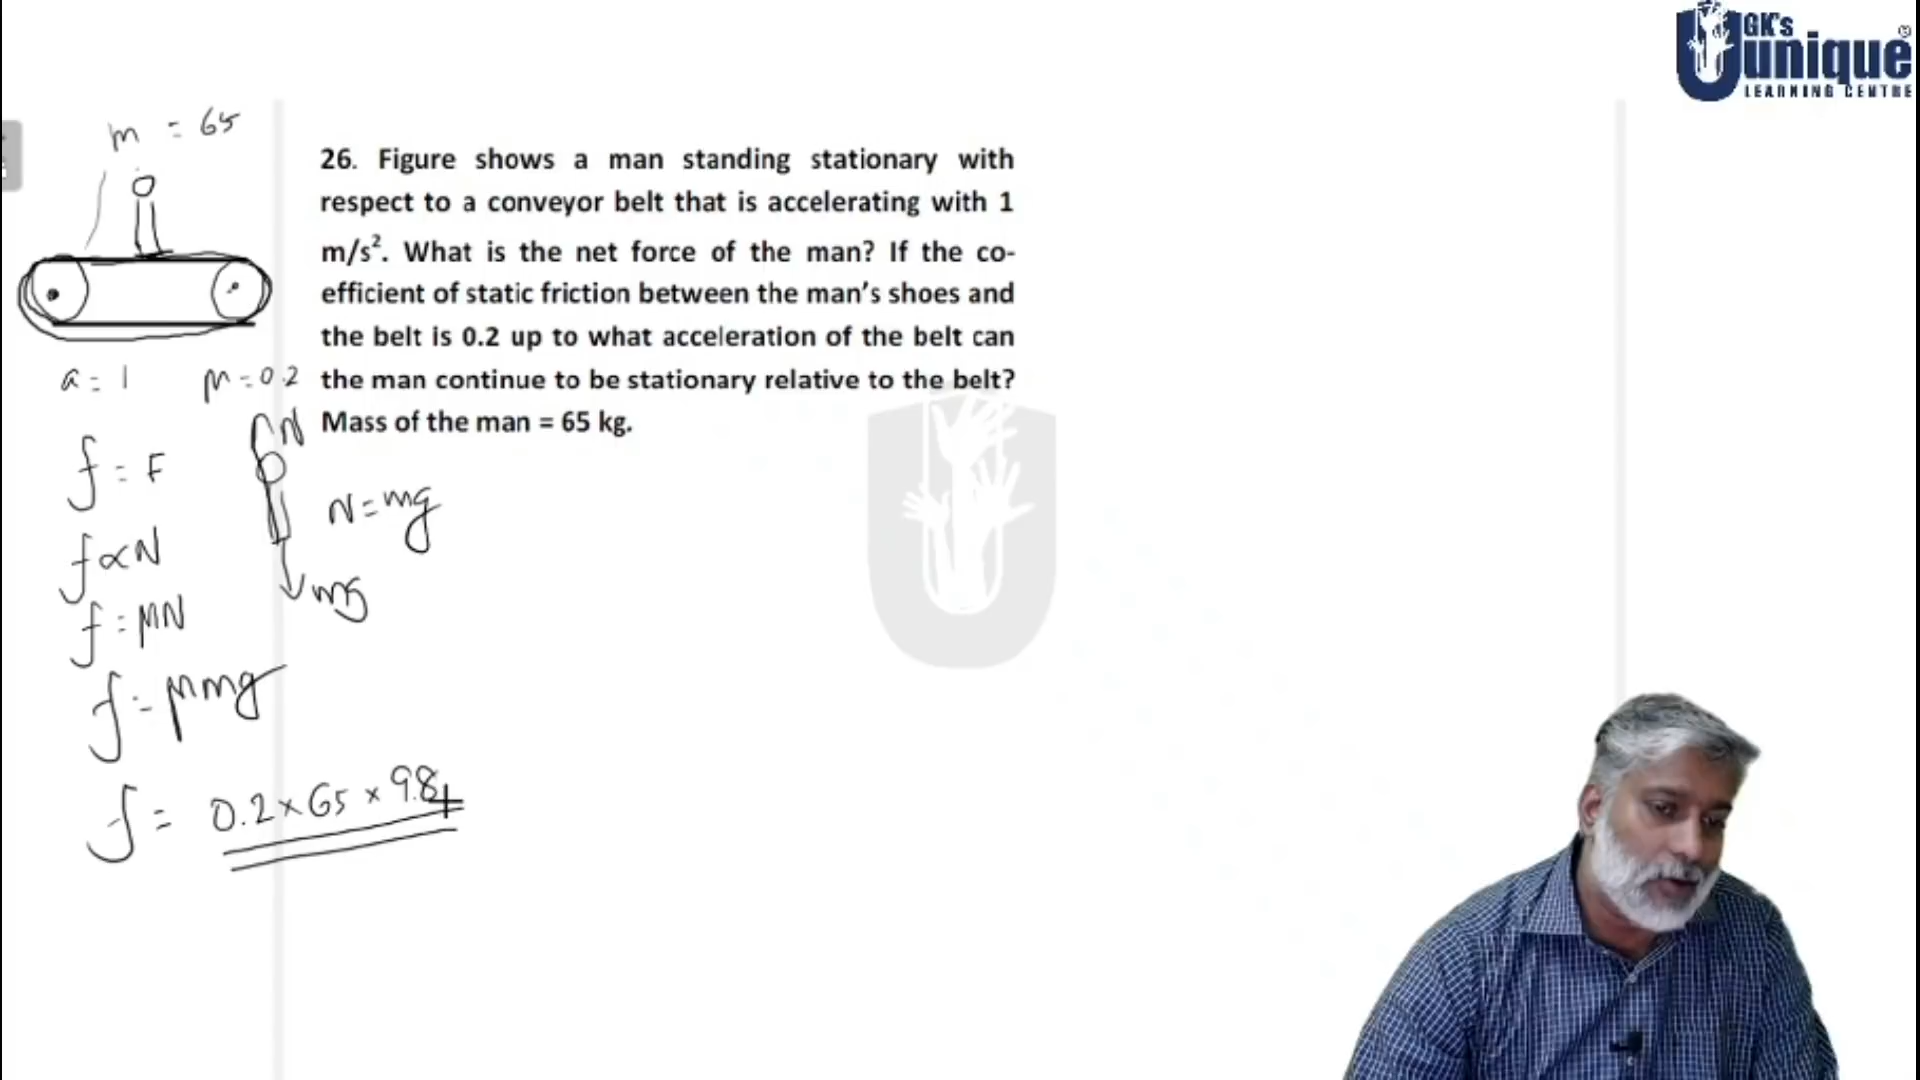 GK's
unique
LEARNING CENTRE
m = 65
26. Figure shows a man standing stationary with
respect to a conveyor belt that is accelerating with 1
m/s². What is the net force of the man? If the co-
efficient of static friction between the man's shoes and
the belt is 0.2 up to what acceleration of the belt can
the man continue to be stationary relative to the belt?
Mass of the man = 65 kg.
a = 1 μ = 0.2
N
f = F
N = mg
f ∝ N
mg
f = μN
f = μmg
f = 0.2 × 65 × 9.8